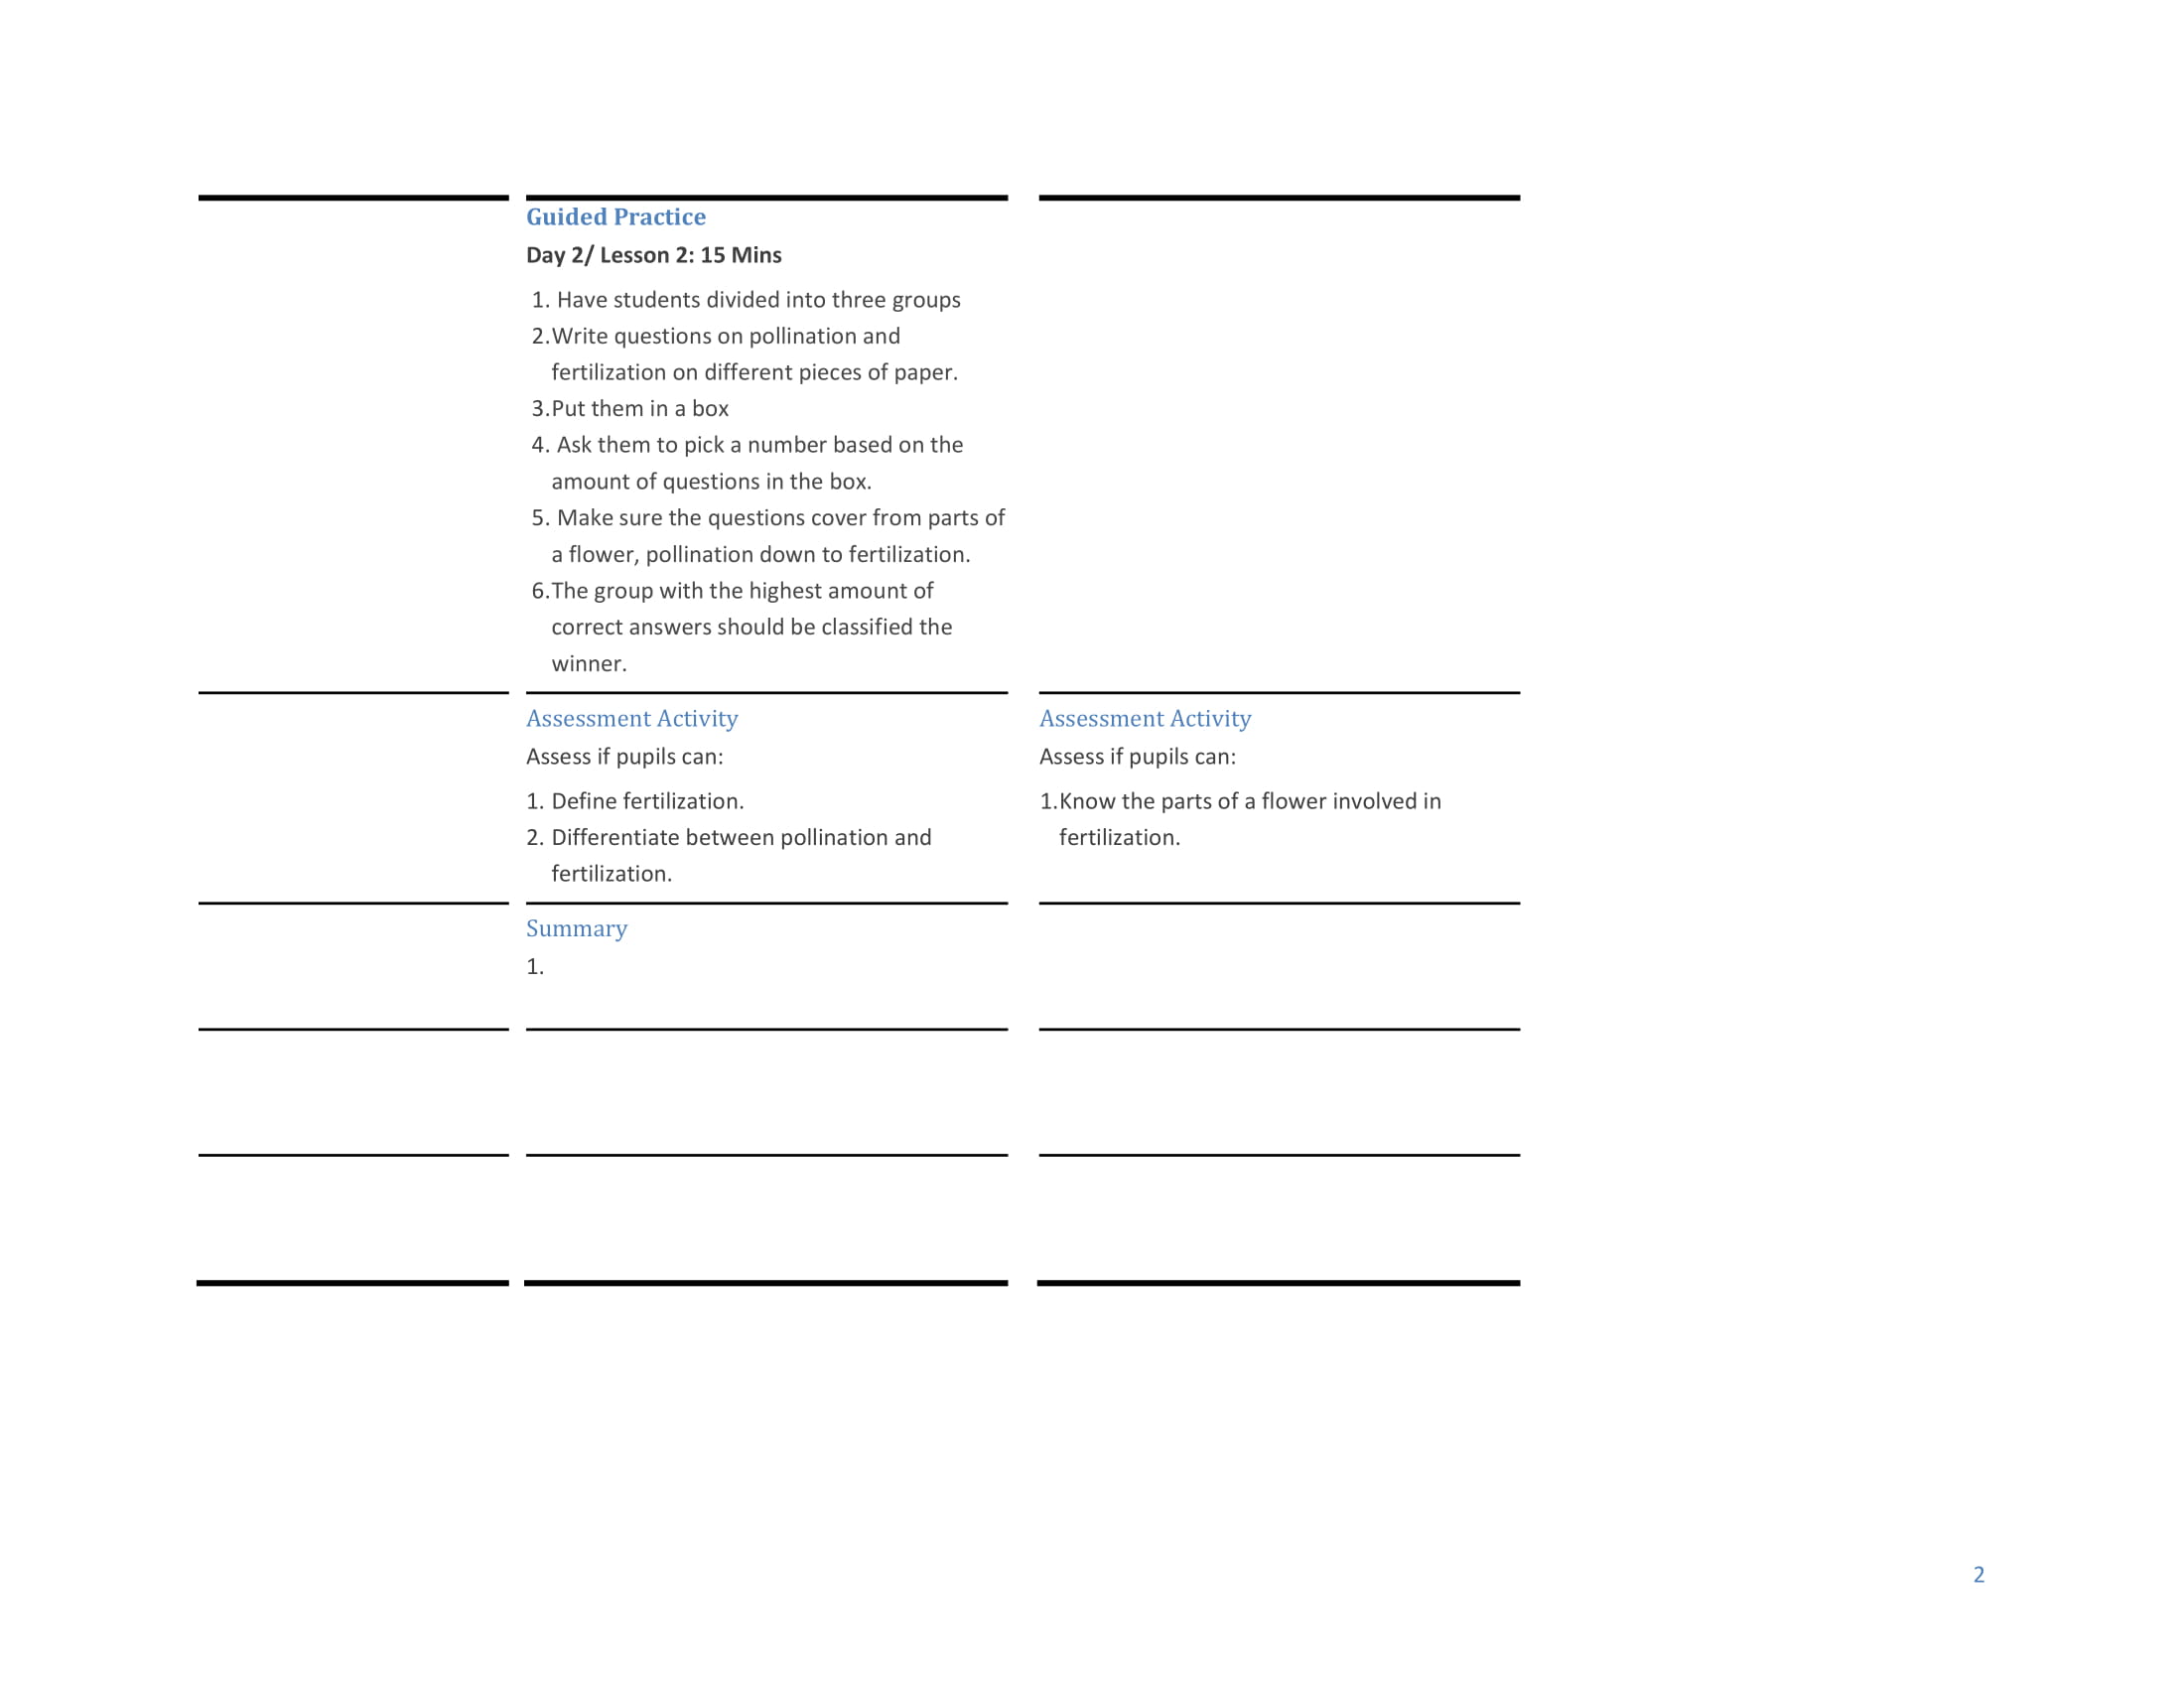 Guided Practice
Day 2/ Lesson 2: 15 Mins
1. Have students divided into three groups
2.Write questions on pollination and
fertilization on different pieces of paper.
3.Put them in a box
4. Ask them to pick a number based on the
amount of questions in the box.
5. Make sure the questions cover from parts of
a flower, pollination down to fertilization.
6.The group with the highest amount of
correct answers should be classified the
winner.
Assessment Activity
Assess if pupils can:
1. Define fertilization.
2. Differentiate between pollination and
fertilization.
Assessment Activity
Assess if pupils can:
1.Know the parts of a flower involved in
fertilization.
Summary
1.
2